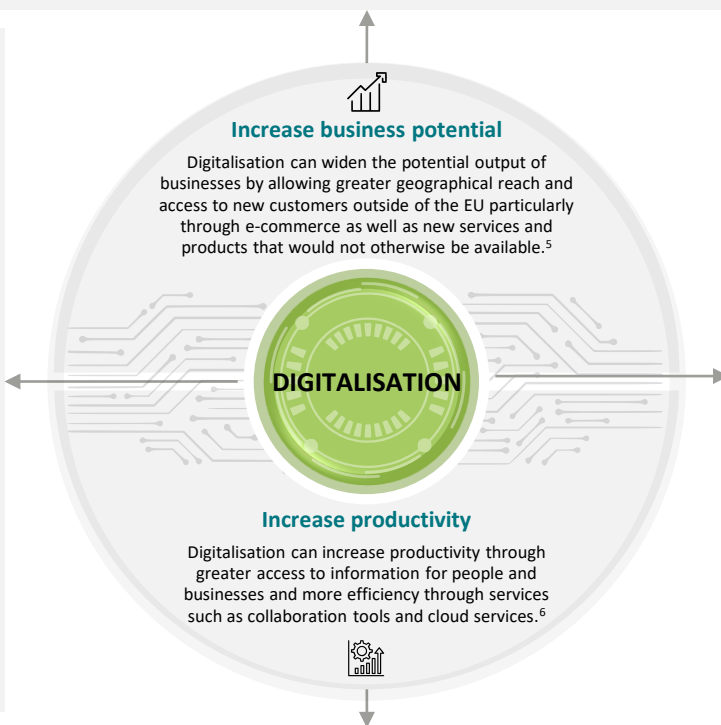 Increase business potential
Digitalisation can widen the potential output of
businesses by allowing greater geographical reach and
access to new customers outside of the EU particularly
through e-commerce as well as new services and
products that would not otherwise be available.⁵
DIGITALISATION
Increase productivity
Digitalisation can increase productivity through
greater access to information for people and
businesses and more efficiency through services
such as collaboration tools and cloud services.⁶